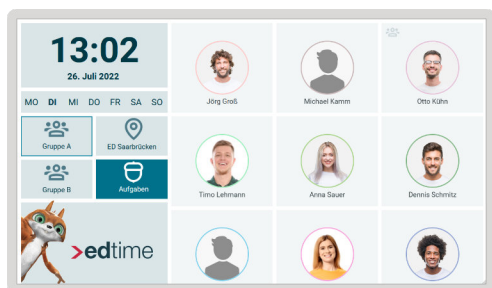 13:02
26. Juli 2022
MO DI MI DO FR SA SO
Gruppe A
ED Saarbrücken
Gruppe B
Aufgaben
>edtime
Jörg Groß
Michael Kamm
Otto Kühn
Timo Lehmann
Anna Sauer
Dennis Schmitz